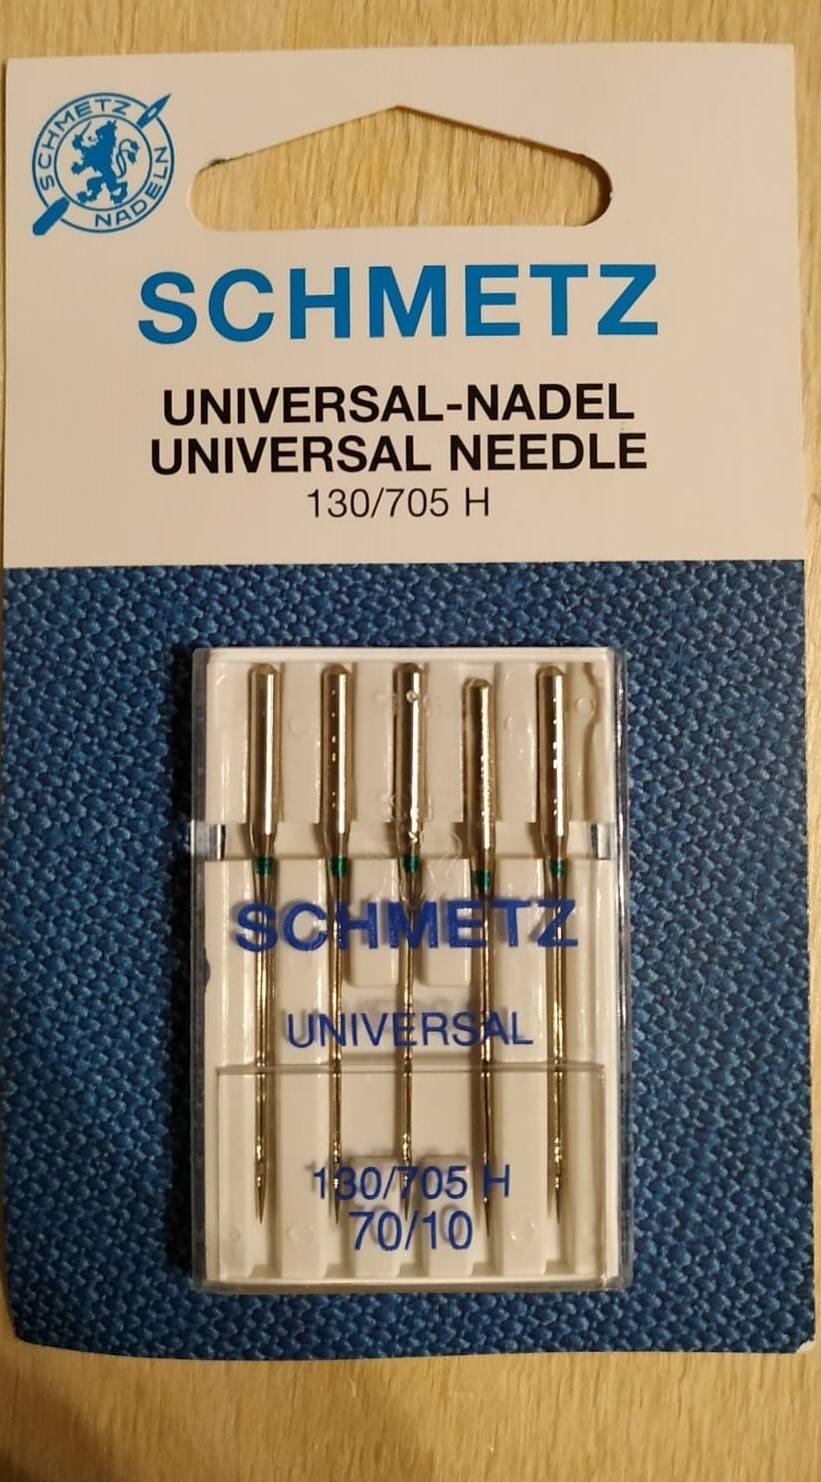 SCHMETZ
NADELN
SCHMETZ
UNIVERSAL-NADEL
UNIVERSAL NEEDLE
130/705 H
SCHMETZ
UNIVERSAL
130/705 H
70/10